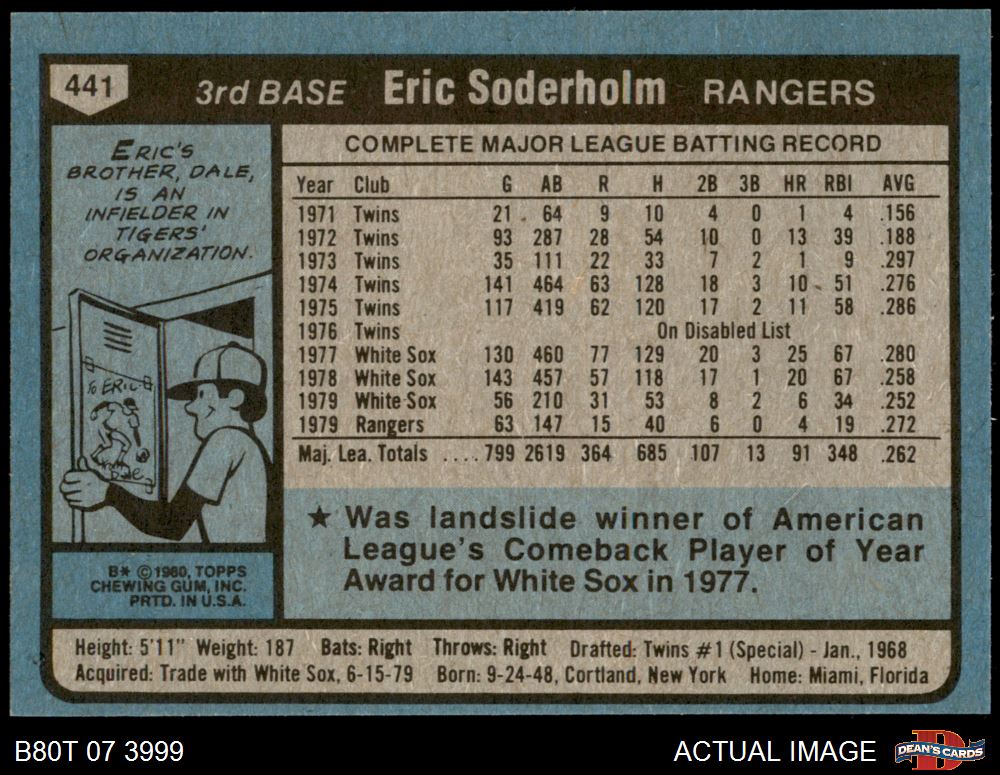 441
3rd BASE Eric Soderholm RANGERS
ERIC'S
BROTHER, DALE,
IS AN
INFIELDER IN
TIGERS'
ORGANIZATION.
TO ERIC
Dale
B* ©1980, TOPPS
CHEWING GUM, INC.
PRTD. IN U.S.A.
COMPLETE MAJOR LEAGUE BATTING RECORD
Year Club G AB R H 2B 3B HR RBI AVG
1971 Twins 21 64 9 10 4 0 1 4 .156
1972 Twins 93 287 28 54 10 0 13 39 .188
1973 Twins 35 111 22 33 7 2 1 9 .297
1974 Twins 141 464 63 128 18 3 10 51 .276
1975 Twins 117 419 62 120 17 2 11 58 .286
1976 Twins On Disabled List
1977 White Sox 130 460 77 129 20 3 25 67 .280
1978 White Sox 143 457 57 118 17 1 20 67 .258
1979 White Sox 56 210 31 53 8 2 6 34 .252
1979 Rangers 63 147 15 40 6 0 4 19 .272
Maj. Lea. Totals .... 799 2619 364 685 107 13 91 348 .262
★ Was landslide winner of American
League's Comeback Player of Year
Award for White Sox in 1977.
Height: 5'11" Weight: 187 Bats: Right Throws: Right Drafted: Twins #1 (Special) - Jan., 1968
Acquired: Trade with White Sox, 6-15-79 Born: 9-24-48, Cortland, New York Home: Miami, Florida
B80T 07 3999
ACTUAL IMAGE
DEAN'S CARDS